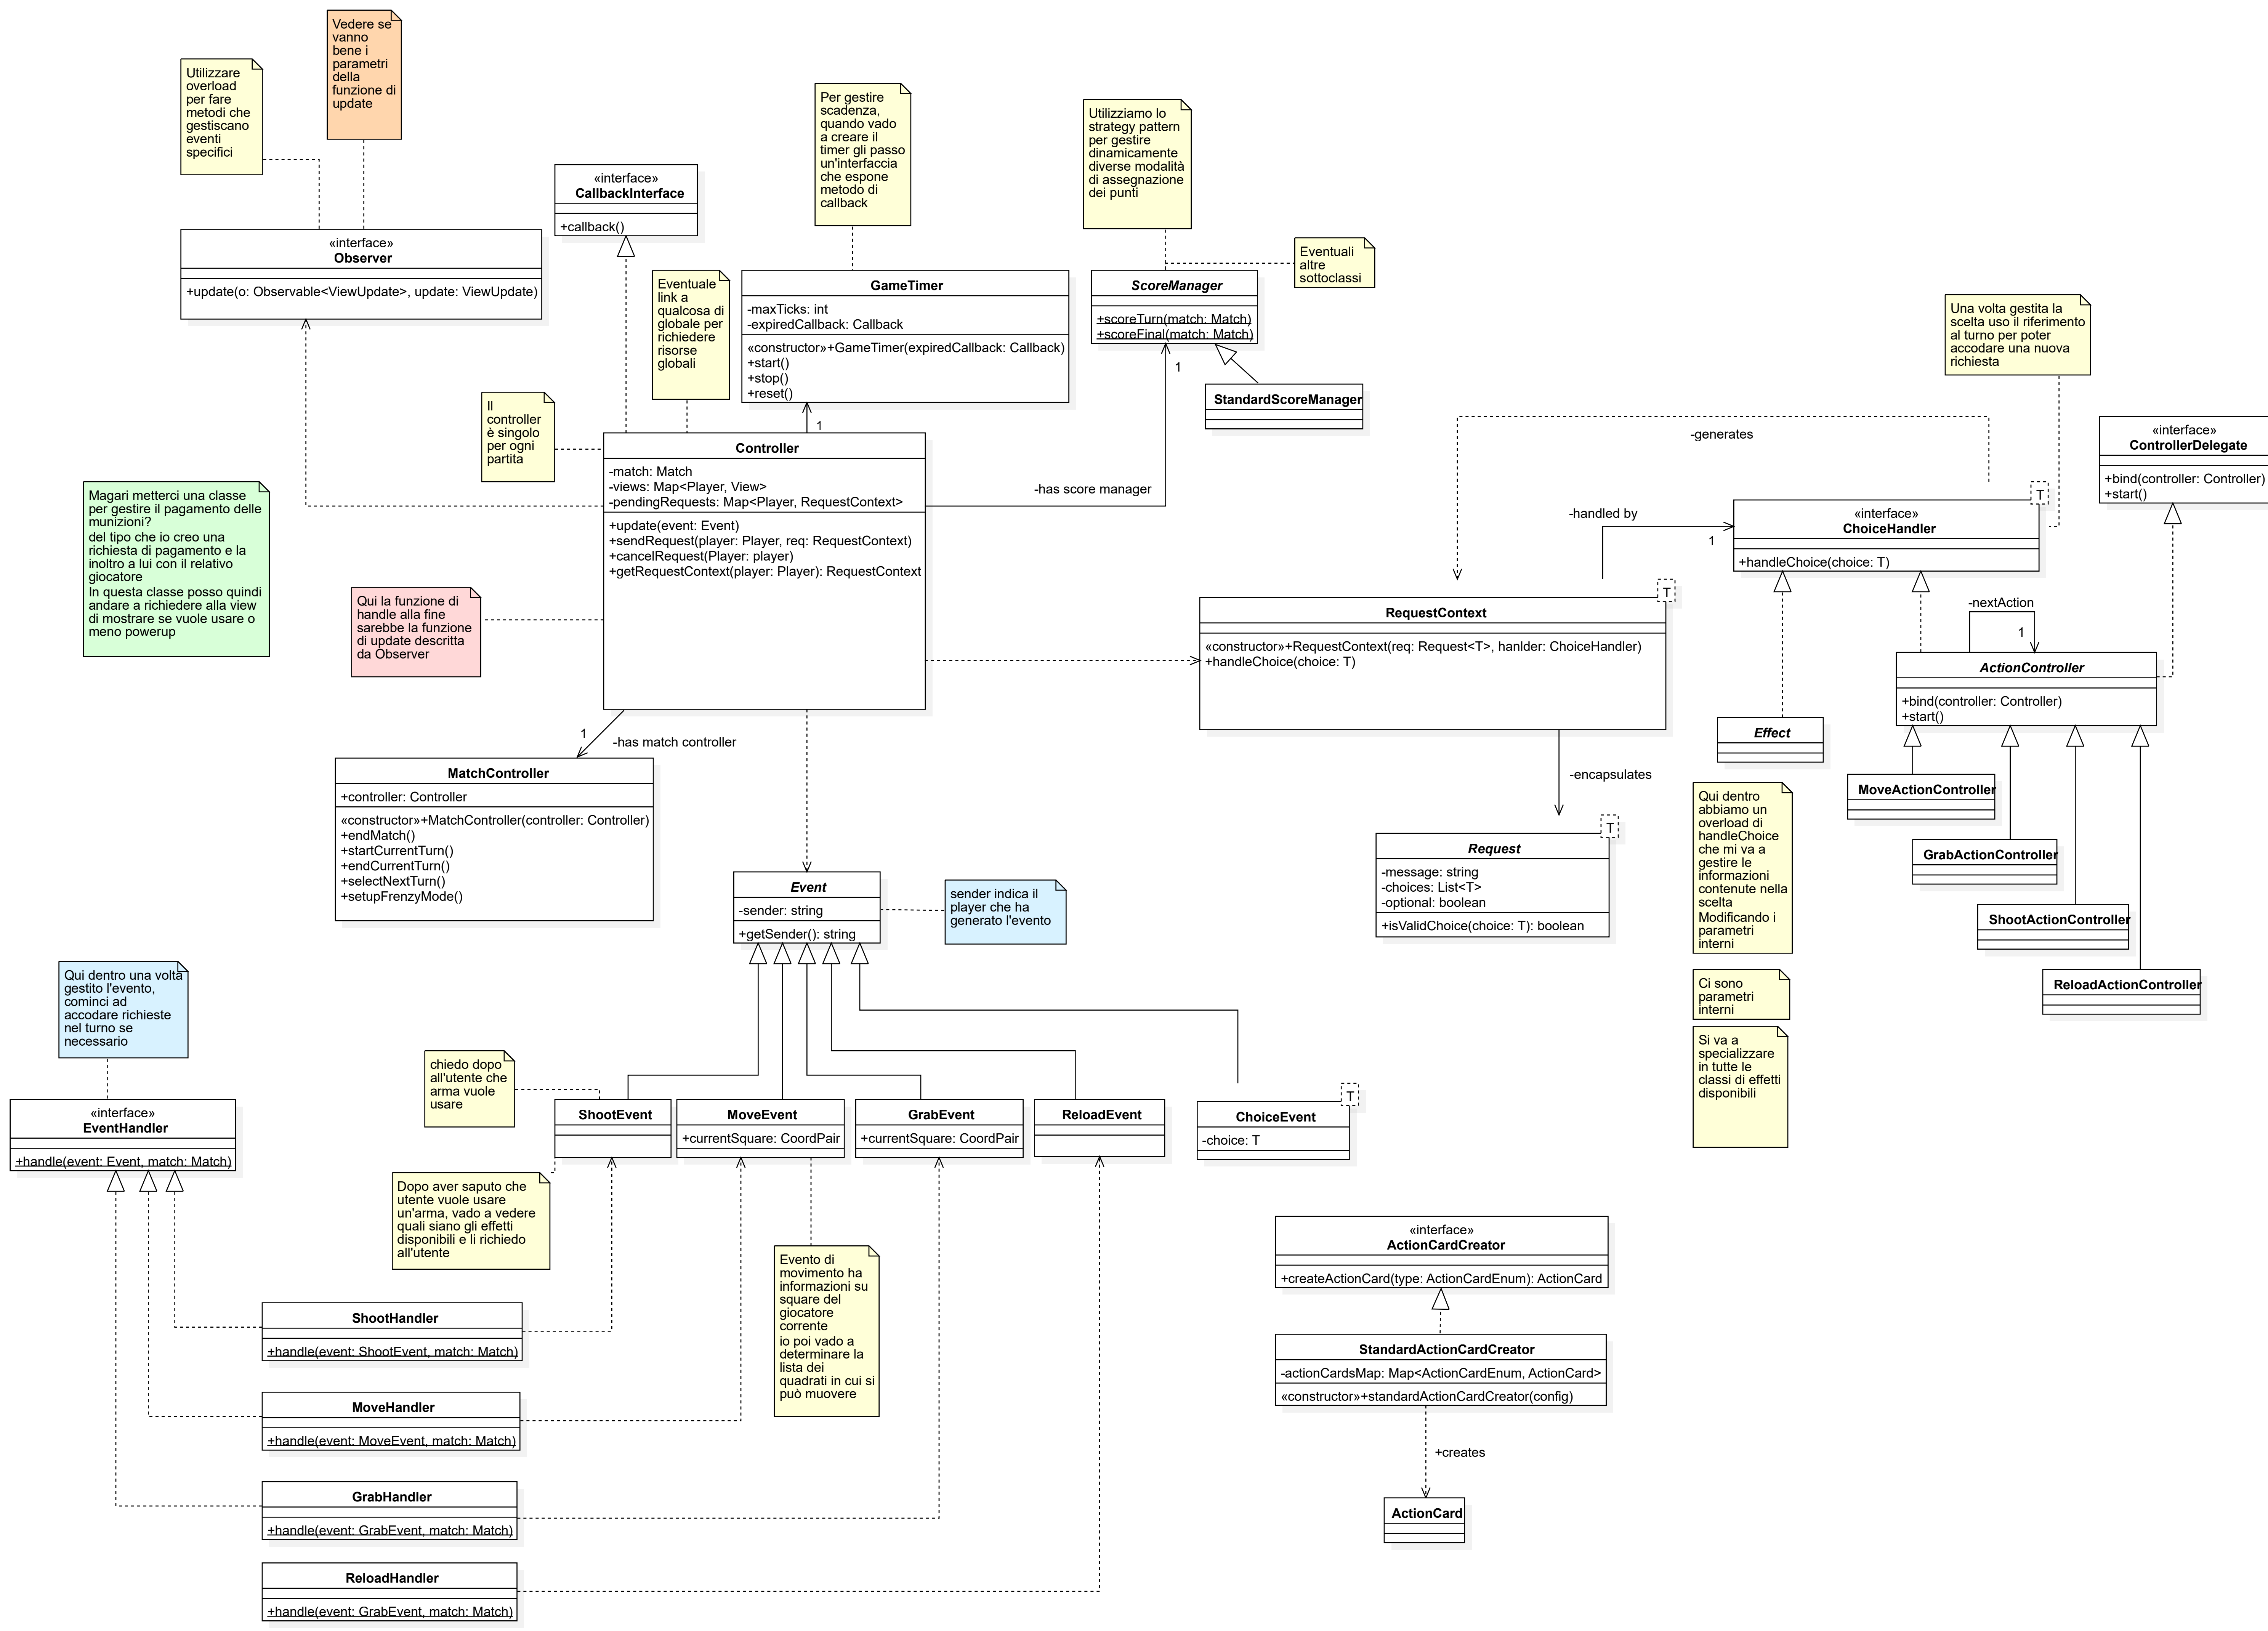 Vedere se
vanno
bene i
parametri
della
funzione di
update
Utilizzare
overload
per fare
metodi che
gestiscano
eventi
specifici
Per gestire
scadenza,
quando vado
a creare il
timer gli passo
un'interfaccia
che espone
metodo di
callback
Utilizziamo lo
strategy pattern
per gestire
dinamicamente
diverse modalità
di assegnazione
dei punti
«interface»
CallbackInterface
+callback()
«interface»
Observer
+update(o: Observable<ViewUpdate>, update: ViewUpdate)
Eventuali
altre
sottoclassi
Eventuale
link a
qualcosa di
globale per
richiedere
risorse
globali
GameTimer
-maxTicks: int
-expiredCallback: Callback
«constructor»+GameTimer(expiredCallback: Callback)
+start()
+stop()
+reset()
1
ScoreManager
+scoreTurn(match: Match)
+scoreFinal(match: Match)
1
StandardScoreManager
Una volta gestita la
scelta uso il riferimento
al turno per poter
accodare una nuova
richiesta
Il
controller
è singolo
per ogni
partita
Controller
-match: Match
-views: Map<Player, View>
-pendingRequests: Map<Player, RequestContext>
+update(event: Event)
+sendRequest(player: Player, req: RequestContext)
+cancelRequest(Player: player)
+getRequestContext(player: Player): RequestContext
-has score manager
-generates
«interface»
ControllerDelegate
+bind(controller: Controller)
+start()
Magari metterci una classe
per gestire il pagamento delle
munizioni?
del tipo che io creo una
richiesta di pagamento e la
inoltro a lui con il relativo
giocatore
In questa classe posso quindi
andare a richiedere alla view
di mostrare se vuole usare o
meno powerup
-handled by
1
T
«interface»
ChoiceHandler
+handleChoice(choice: T)
Qui la funzione di
handle alla fine
sarebbe la funzione
di update descritta
da Observer
T
RequestContext
«constructor»+RequestContext(req: Request<T>, hanlder: ChoiceHandler)
+handleChoice(choice: T)
-nextAction
1
ActionController
+bind(controller: Controller)
+start()
1
-has match controller
MatchController
+controller: Controller
«constructor»+MatchController(controller: Controller)
+endMatch()
+startCurrentTurn()
+endCurrentTurn()
+selectNextTurn()
+setupFrenzyMode()
-encapsulates
Effect
MoveActionController
GrabActionController
ShootActionController
ReloadActionController
T
Request
-message: string
-choices: List<T>
-optional: boolean
+isValidChoice(choice: T): boolean
Qui dentro
abbiamo un
overload di
handleChoice
che mi va a
gestire le
informazioni
contenute nella
scelta
Modificando i
parametri
interni
Ci sono
parametri
interni
Si va a
specializzare
in tutte le
classi di effetti
disponibili
Event
-sender: string
+getSender(): string
sender indica il
player che ha
generato l'evento
Qui dentro una volta
gestito l'evento,
cominci ad
accodare richieste
nel turno se
necessario
chiedo dopo
all'utente che
arma vuole
usare
«interface»
EventHandler
+handle(event: Event, match: Match)
ShootEvent
MoveEvent
+currentSquare: CoordPair
GrabEvent
+currentSquare: CoordPair
ReloadEvent
T
ChoiceEvent
-choice: T
Dopo aver saputo che
utente vuole usare
un'arma, vado a vedere
quali siano gli effetti
disponibili e li richiedo
all'utente
Evento di
movimento ha
informazioni su
square del
giocatore
corrente
io poi vado a
determinare la
lista dei
quadrati in cui si
può muovere
«interface»
ActionCardCreator
+createActionCard(type: ActionCardEnum): ActionCard
ShootHandler
+handle(event: ShootEvent, match: Match)
StandardActionCardCreator
-actionCardsMap: Map<ActionCardEnum, ActionCard>
«constructor»+standardActionCardCreator(config)
MoveHandler
+handle(event: MoveEvent, match: Match)
+creates
GrabHandler
+handle(event: GrabEvent, match: Match)
ActionCard
ReloadHandler
+handle(event: GrabEvent, match: Match)